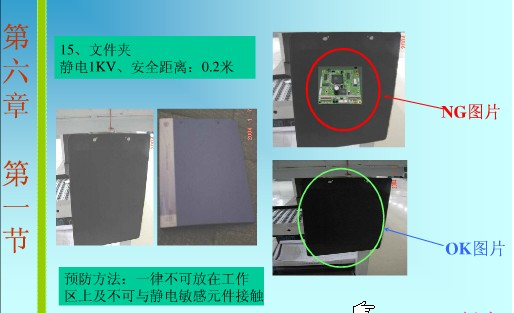 第六章 第一节
15、文件夹
静电1KV、安全距离：0.2米
NG图片
OK图片
预防方法：一律不可放在工作
区上及不可与静电敏感元件接触